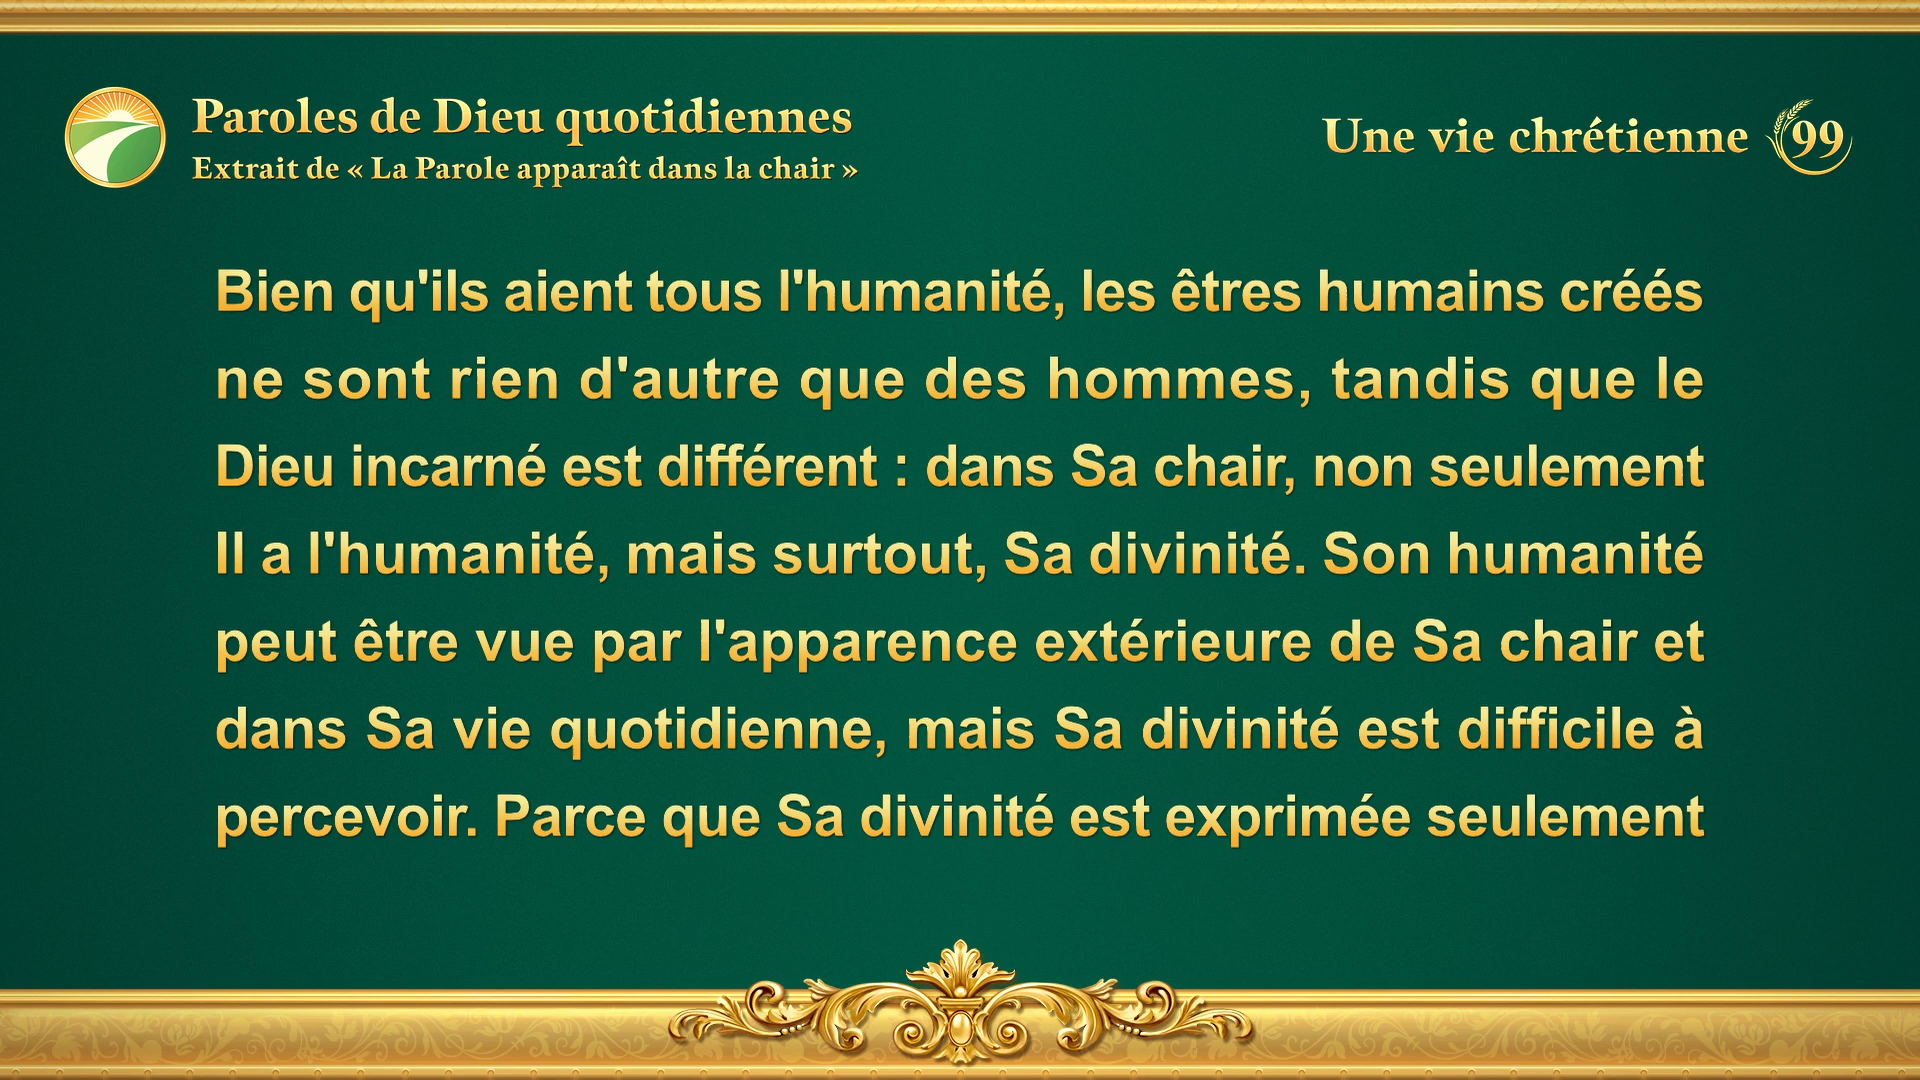 Paroles de Dieu quotidiennes
Extrait de « La Parole apparaît dans la chair »
Une vie chrétienne 99
Bien qu'ils aient tous l'humanité, les êtres humains créés
ne sont rien d'autre que des hommes, tandis que le
Dieu incarné est différent : dans Sa chair, non seulement
Il a l'humanité, mais surtout, Sa divinité. Son humanité
peut être vue par l'apparence extérieure de Sa chair et
dans Sa vie quotidienne, mais Sa divinité est difficile à
percevoir. Parce que Sa divinité est exprimée seulement